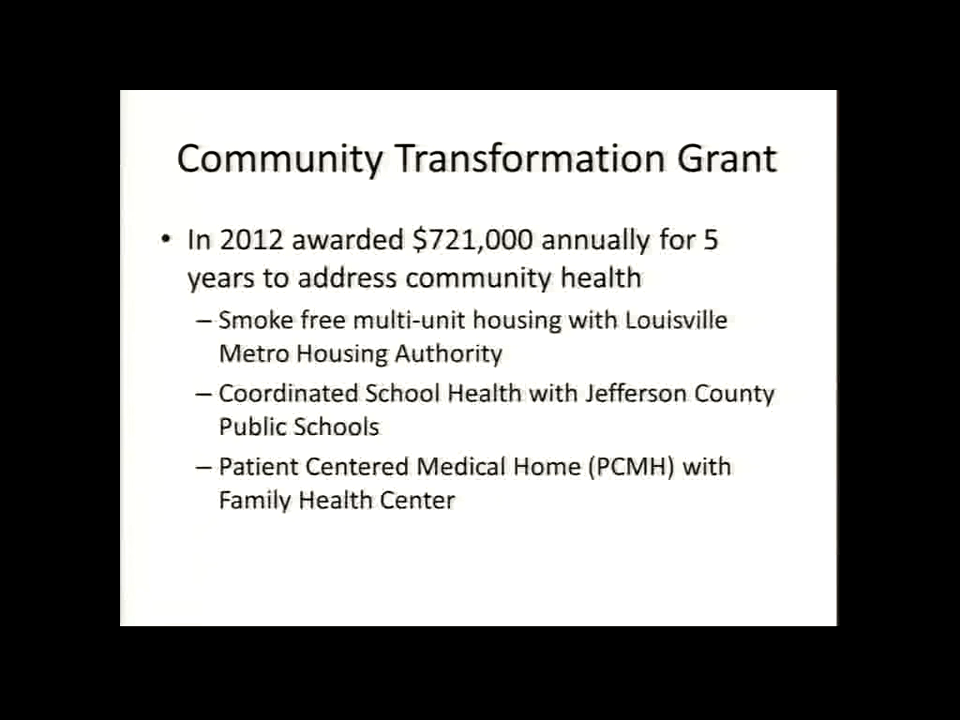 Community Transformation Grant
• In 2012 awarded $721,000 annually for 5
years to address community health
– Smoke free multi-unit housing with Louisville
Metro Housing Authority
– Coordinated School Health with Jefferson County
Public Schools
– Patient Centered Medical Home (PCMH) with
Family Health Center